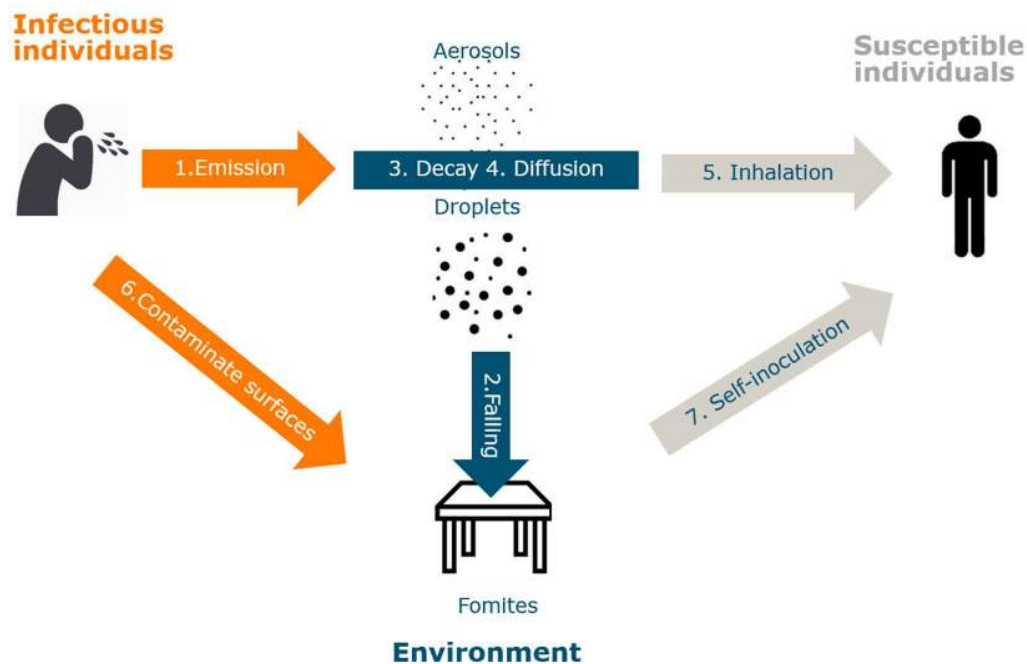 Infectious
individuals
Aerosols
Susceptible
individuals
1.Emission
3. Decay 4. Diffusion
5. Inhalation
Droplets
6.Contaminate surfaces
2.Falling
7. Self-inoculation
Fomites
Environment